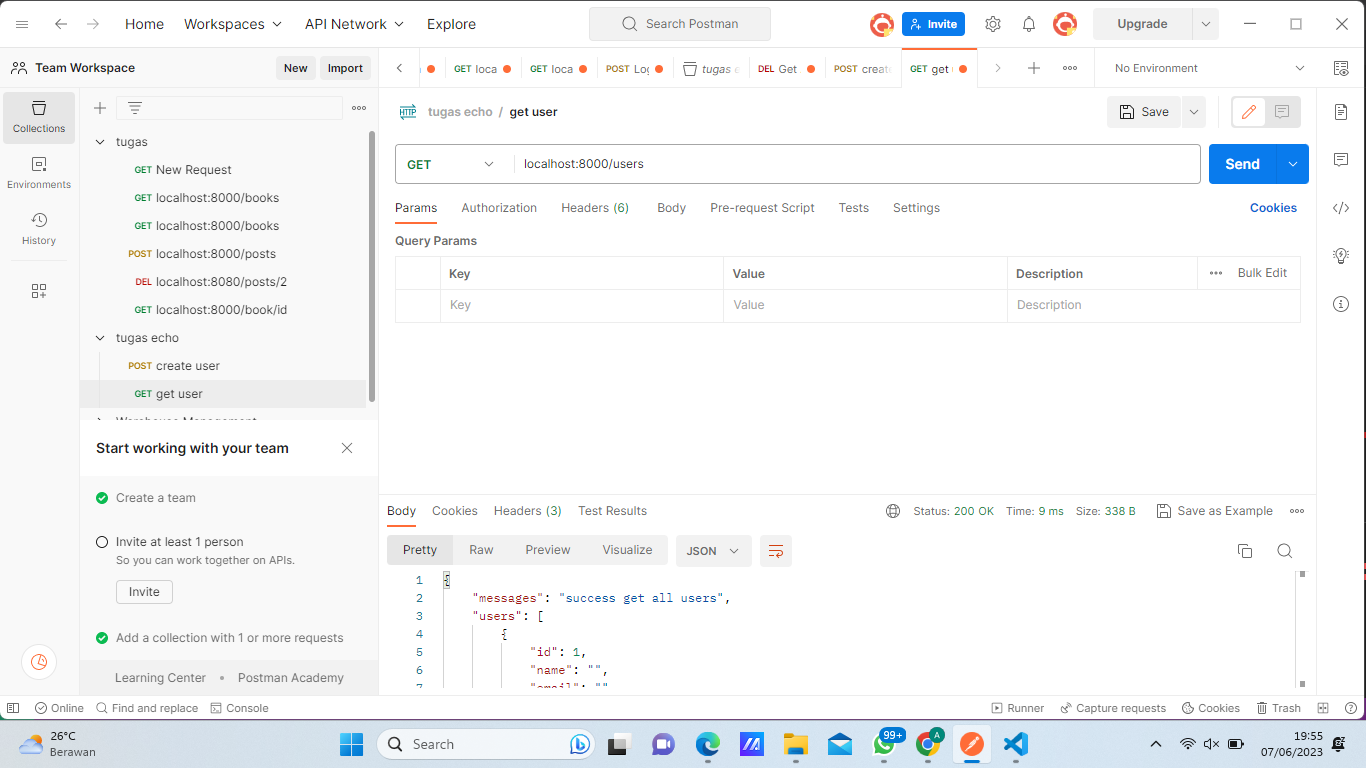 Home Workspaces API Network Explore Search Postman Invite Upgrade
Team Workspace New Import GET loca GET loca POST Log tugas e DEL Get POST create GET get No Environment
Collections
Environments
History
tugas
GET New Request
GET localhost:8000/books
GET localhost:8000/books
POST localhost:8000/posts
DEL localhost:8080/posts/2
GET localhost:8000/book/id
tugas echo
POST create user
GET get user
Warehouse Management
Start working with your team
Create a team
Invite at least 1 person
So you can work together on APIs.
Invite
Add a collection with 1 or more requests
Learning Center • Postman Academy
HTTP tugas echo / get user Save
GET localhost:8000/users Send
Params Authorization Headers (6) Body Pre-request Script Tests Settings Cookies
Query Params
Key Value Description Bulk Edit
Key Value Description
Body Cookies Headers (3) Test Results Status: 200 OK Time: 9 ms Size: 338 B Save as Example
Pretty Raw Preview Visualize JSON
1 {
2 "messages": "success get all users",
3 "users": [
4 {
5 "id": 1,
6 "name": "",
7 "email": ""
Online Find and replace Console Runner Capture requests Cookies Trash
26°C
Berawan
Search
99+
A
19:55
07/06/2023